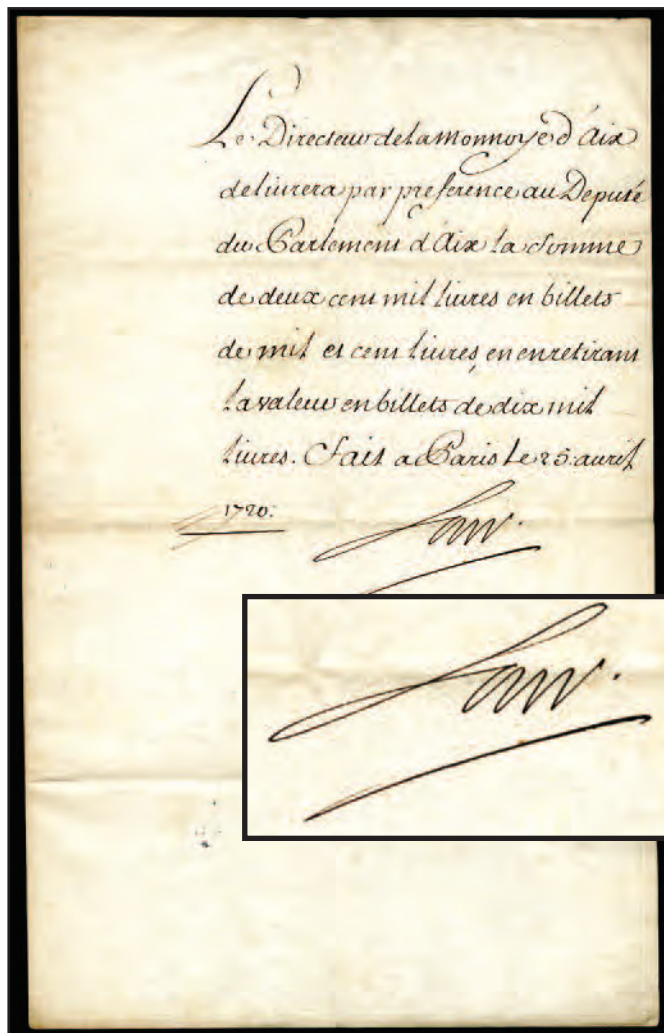 Le Directeur de la Monnoye d'Aix
delivrera par preference au Deputé
du Parlement d'Aix la Somme
de deux cent mil livres en billets
de mil et cent livres, en en retirant
la valeur en billets de dix mil
livres. Fait a Paris le 25. avril
1720.
Law.
Law.